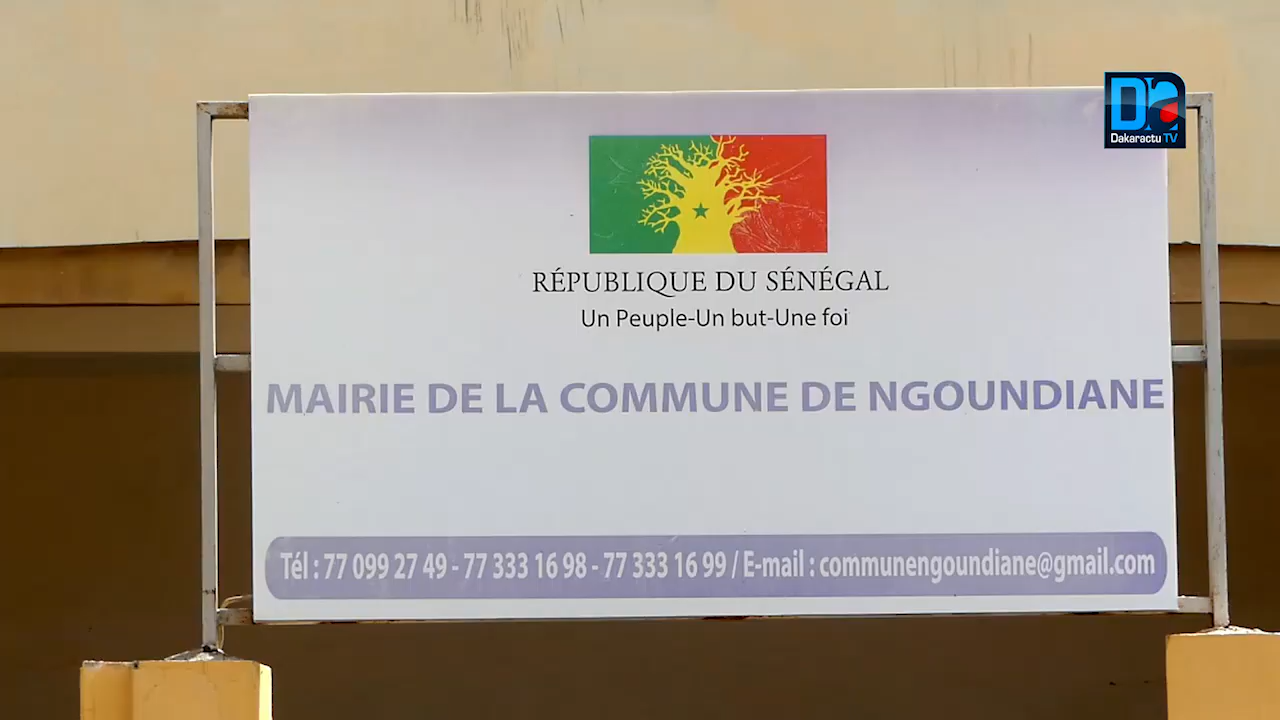 Dakaractu TV
RÉPUBLIQUE DU SÉNÉGAL
Un Peuple-Un but-Une foi
MAIRIE DE LA COMMUNE DE NGOUNDIANE
Tél : 77 099 27 49 - 77 333 16 98 - 77 333 16 99 / E-mail : communengoundiane@gmail.com